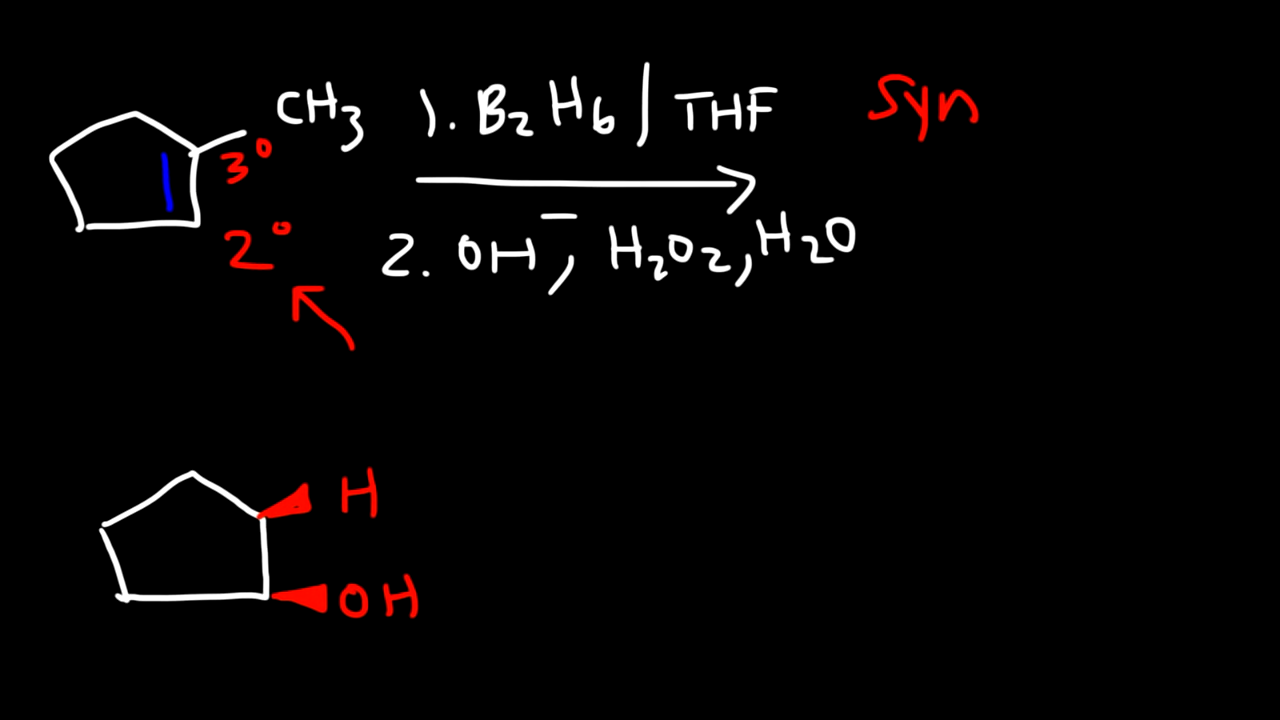 CH₃ 1. B₂H₆ / THF Syn
3°
2° 2. OH⁻, H₂O₂, H₂O
H
OH